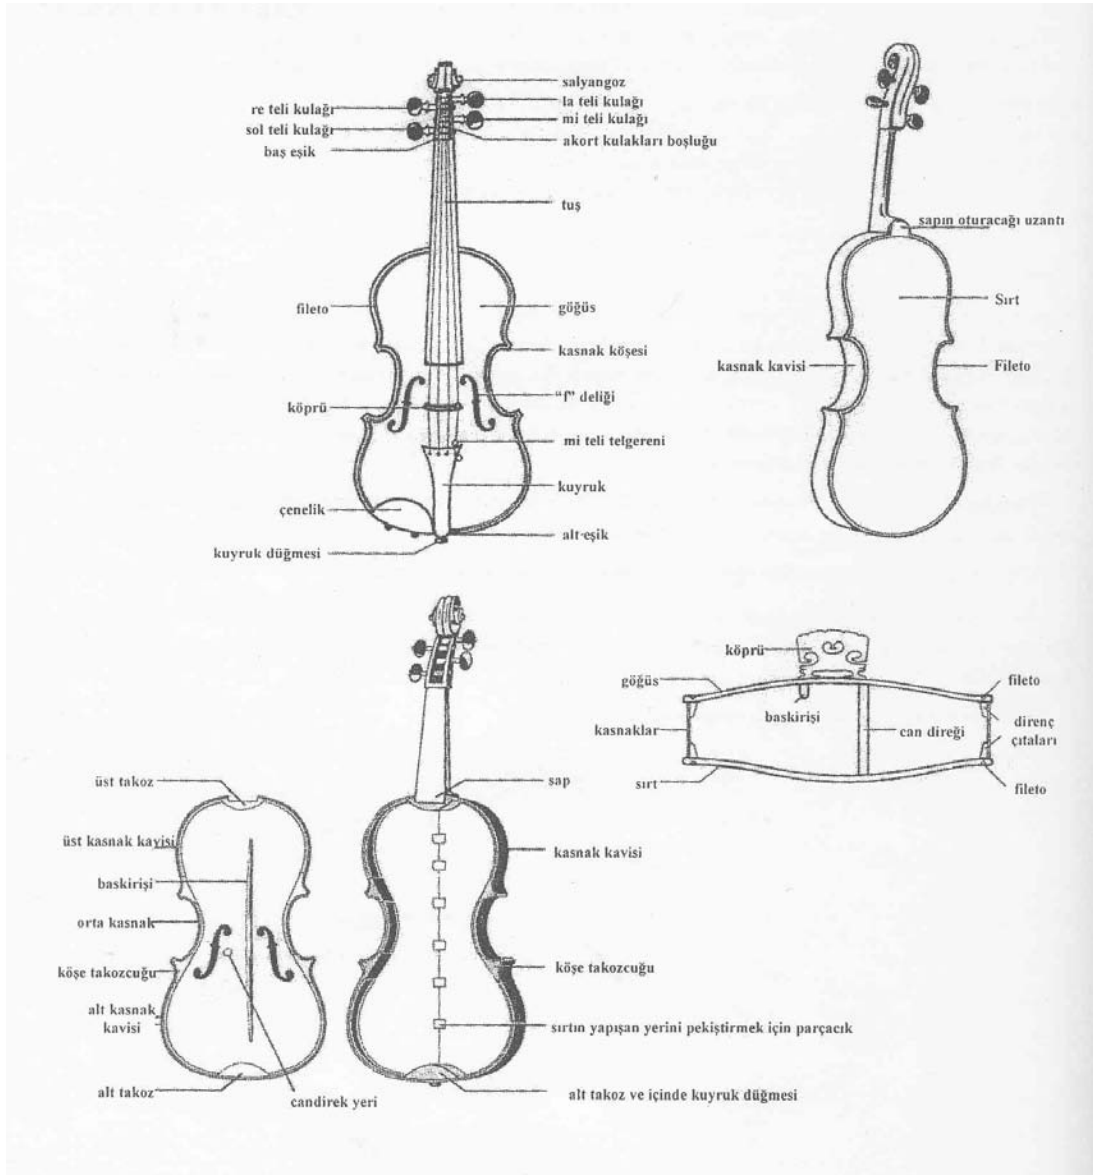 salyangoz
re teli kulağı
la teli kulağı
sol teli kulağı
mi teli kulağı
baş eşik
akort kulakları boşluğu
tuş
fileto
göğüs
kasnak köşesi
köprü
“f” deliği
mi teli telgereni
kuyruk
çenelik
alt-eşik
kuyruk düğmesi
sapın oturacağı uzantı
Sırt
kasnak kavisi
Fileto
köprü
göğüs
fileto
baskirişi
kasnaklar
can direği
direnç
çıtaları
sırt
fileto
üst takoz
üst kasnak kavisi
baskirişi
orta kasnak
köşe takozcuğu
alt kasnak
kavisi
alt takoz
candirek yeri
sap
kasnak kavisi
köşe takozcuğu
sırtın yapışan yerini pekiştirmek için parçacık
alt takoz ve içinde kuyruk düğmesi